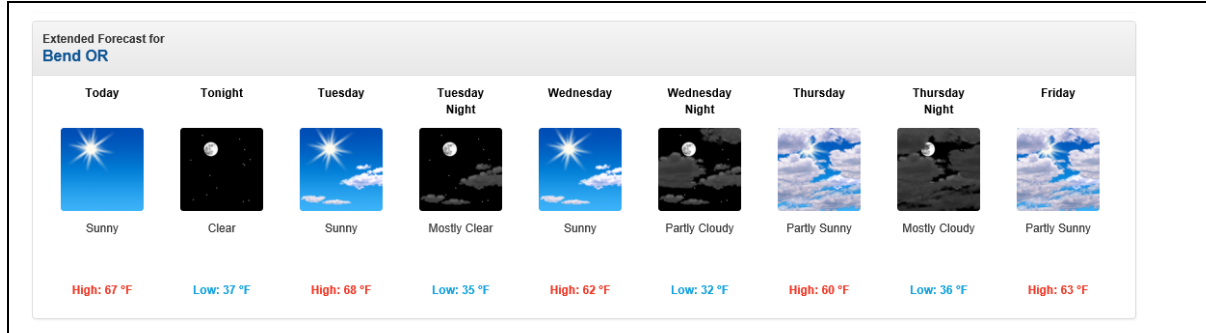 Extended Forecast for
Bend OR
Today
Tonight
Tuesday
Tuesday
Night
Wednesday
Wednesday
Night
Thursday
Thursday
Night
Friday
Sunny
Clear
Sunny
Mostly Clear
Sunny
Partly Cloudy
Partly Sunny
Mostly Cloudy
Partly Sunny
High: 67 °F
Low: 37 °F
High: 68 °F
Low: 35 °F
High: 62 °F
Low: 32 °F
High: 60 °F
Low: 36 °F
High: 63 °F